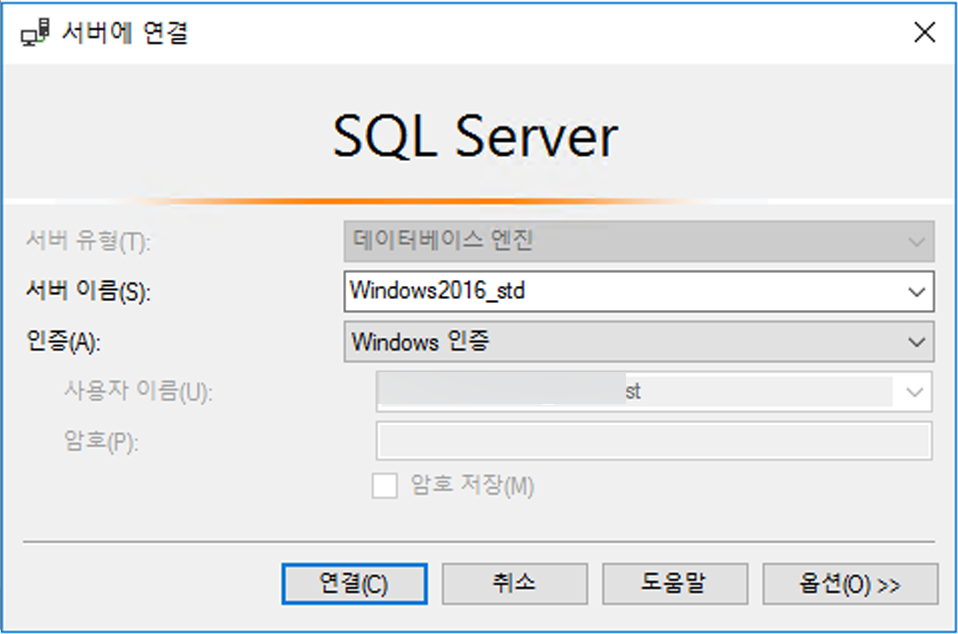 서버에 연결
SQL Server
서버 유형(T):
데이터베이스 엔진
서버 이름(S):
Windows2016_std
인증(A):
Windows 인증
사용자 이름(U):
st
암호(P):
암호 저장(M)
연결(C)
취소
도움말
옵션(O) >>